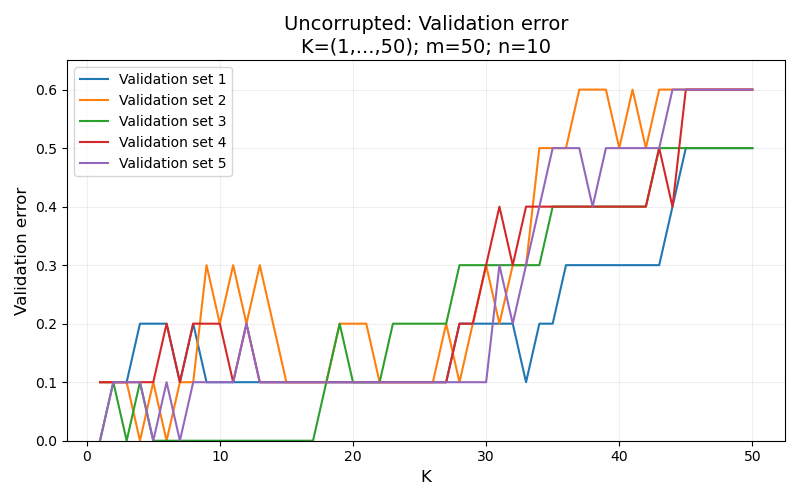 Uncorrupted: Validation error
K=(1,...,50); m=50; n=10
Validation set 1
Validation set 2
Validation set 3
Validation set 4
Validation set 5
Validation error
0.6
0.5
0.4
0.3
0.2
0.1
0.0
0 10 20 30 40 50
K